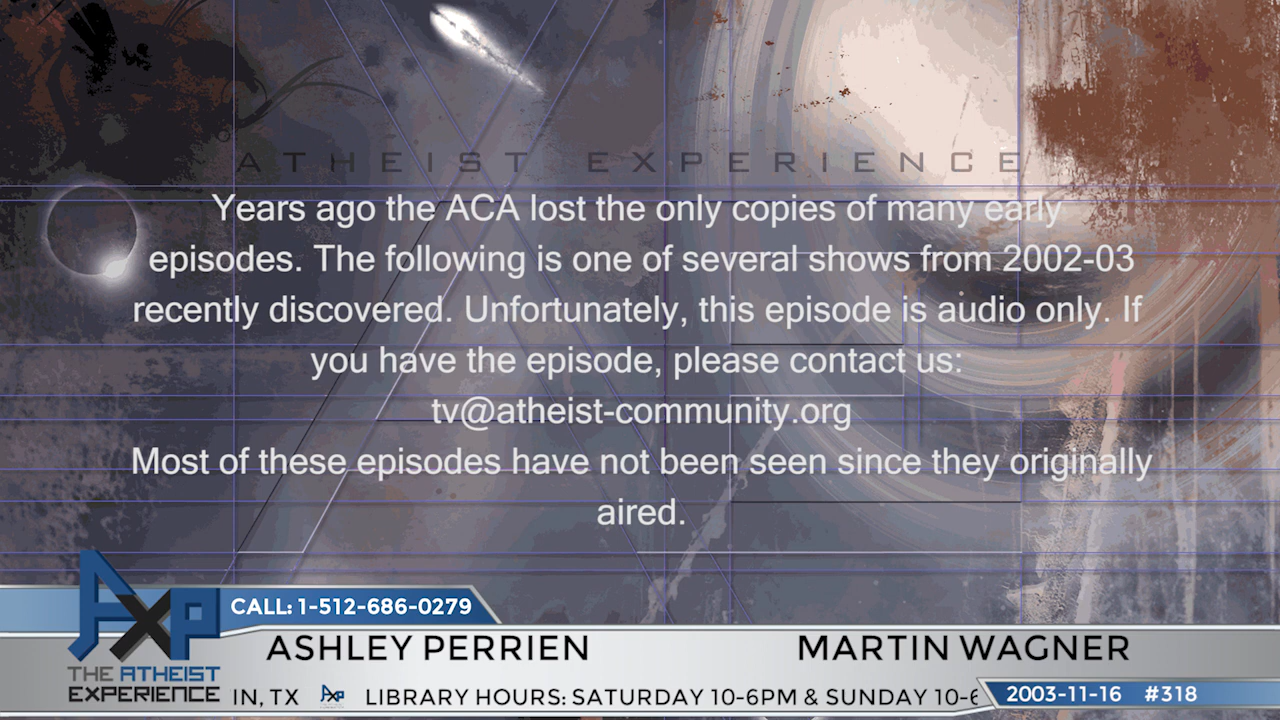 ATHEIST EXPERIENCE
Years ago the ACA lost the only copies of many early
episodes. The following is one of several shows from 2002-03
recently discovered. Unfortunately, this episode is audio only. If
you have the episode, please contact us:
tv@atheist-community.org
Most of these episodes have not been seen since they originally
aired.
AXP
CALL: 1-512-686-0279
ASHLEY PERRIEN
MARTIN WAGNER
THE ATHEIST
EXPERIENCE
IN, TX AXP LIBRARY HOURS: SATURDAY 10-6PM & SUNDAY 10-6
2003-11-16 #318